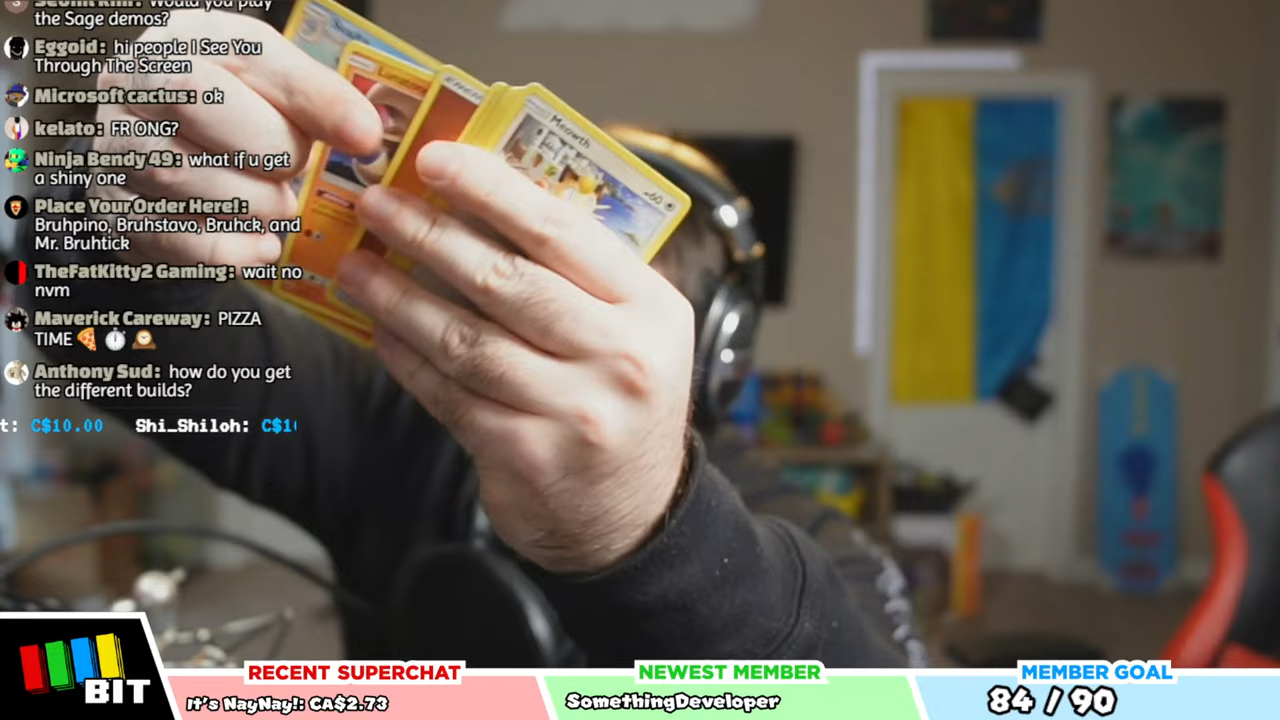 Would you play
the Sage demos?
Eggoid: hi people I See You
Through The Screen
Microsoft cactus: ok
kelato: FR ONG?
Ninja Bendy 49: what if u get
a shiny one
Place Your Order Here!:
Bruhpino, Bruhstavo, Bruhck, and
Mr. Bruhtick
TheFatKitty2 Gaming: wait no
nvm
Maverick Careway: PIZZA
TIME 🍕 ⏱️ 🕰️
Anthony Sud: how do you get
the different builds?
t: C$10.00 Shi_Shiloh: C$1
Meowth
60
BIT
RECENT SUPERCHAT
It's NayNay!: CA$2.73
NEWEST MEMBER
SomethingDeveloper
MEMBER GOAL
84 / 90